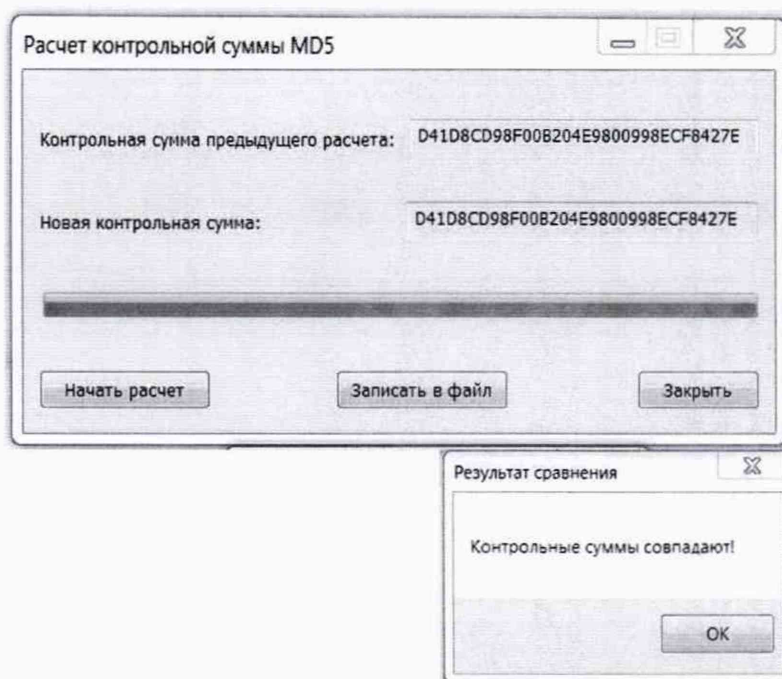 Расчет контрольной суммы MD5
Контрольная сумма предыдущего расчета: D41D8CD98F00B204E9800998ECF8427E
Новая контрольная сумма: D41D8CD98F00B204E9800998ECF8427E
Начать расчет Записать в файл Закрыть
Результат сравнения
Контрольные суммы совпадают!
OK